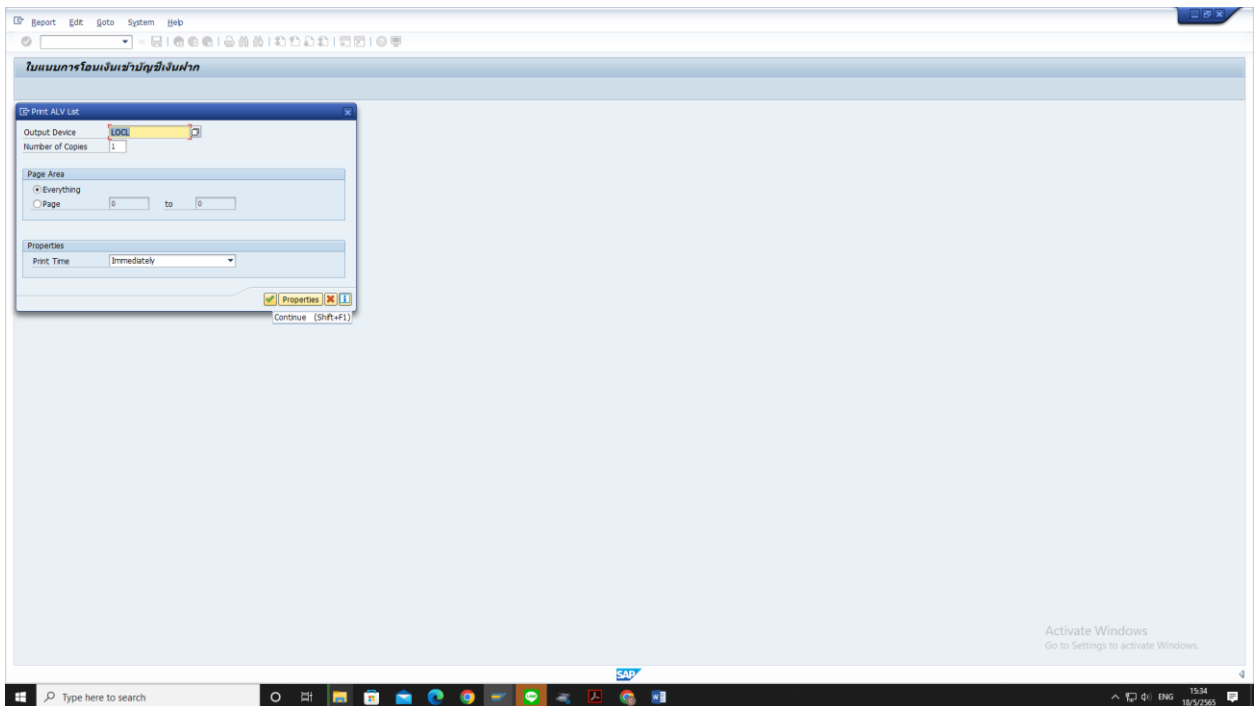 Report Edit Goto System Help
ใบแนบการโอนเงินเข้าบัญชีเงินฝาก
Print ALV List
Output Device LOCL
Number of Copies 1
Page Area
Everything
Page 0 to 0
Properties
Print Time Immediately
Properties
Continue (Shift+F1)
Activate Windows
Go to Settings to activate Windows.
SAP
Type here to search
ENG
15:34
18/5/2565